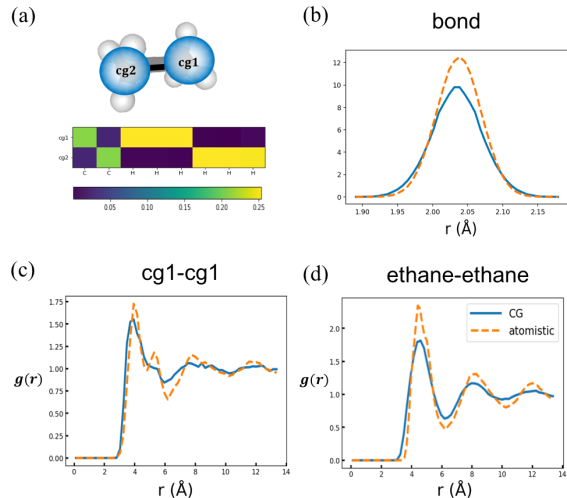 (a)
cg2
cg1
cg1
cg2
C C H H H H H H
0.05 0.10 0.15 0.20 0.25
(b)
bond
12
10
8
6
4
2
0
1.90 1.95 2.00 2.05 2.10 2.15
r (Å)
(c)
cg1-cg1
1.75
1.50
1.25
1.00
0.75
0.50
0.25
0.00
g(r)
0 2 4 6 8 10 12 14
r (Å)
(d)
ethane-ethane
CG
atomistic
2.0
1.5
1.0
0.5
0.0
g(r)
0 2 4 6 8 10 12 14
r (Å)